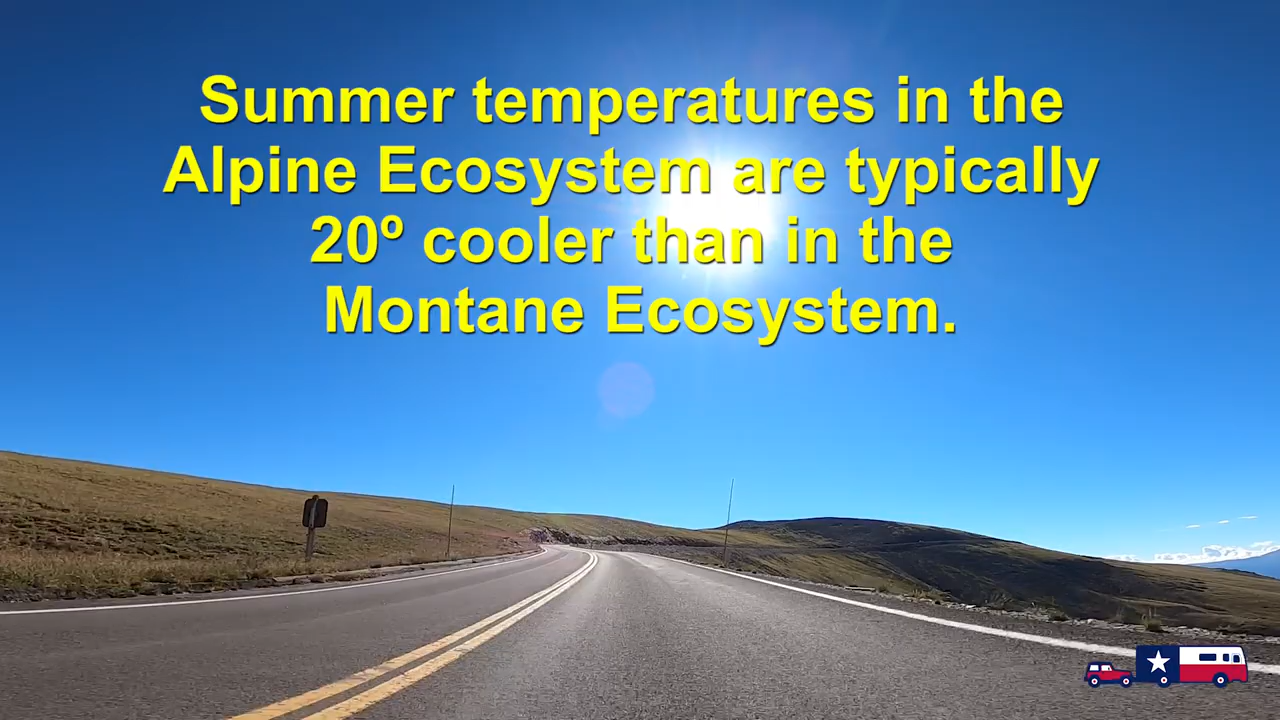 Summer temperatures in the
Alpine Ecosystem are typically
20º cooler than in the
Montane Ecosystem.